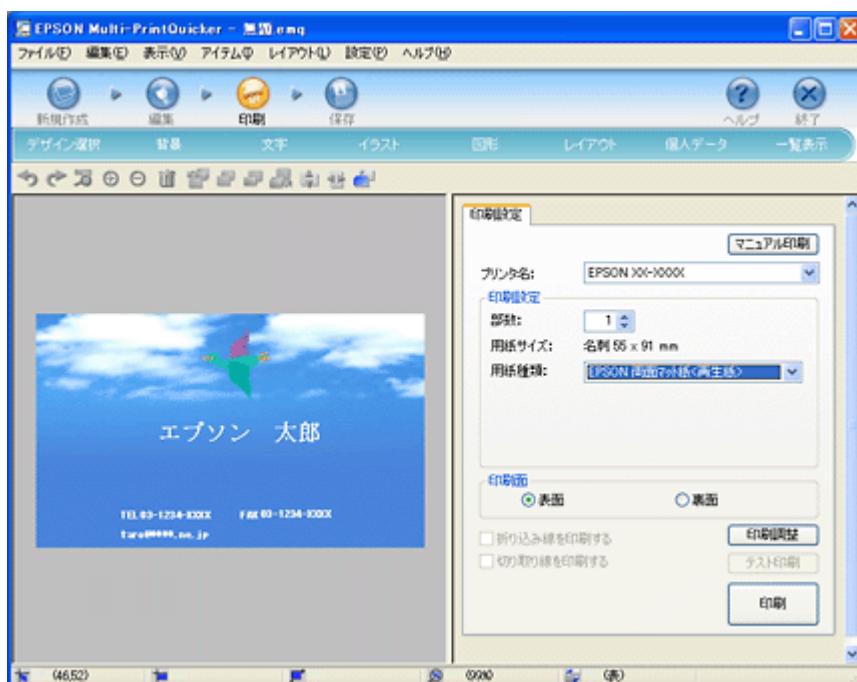 EPSON Multi-PrintQuicker - 無題.emq
ファイル(F) 編集(E) 表示(V) アイテム(I) レイアウト(L) 設定(P) ヘルプ(H)
新規作成 編集 印刷 保存 ヘルプ 終了
デザイン選択 背景 文字 イラスト 図形 レイアウト 個人データ 一覧表示
印刷設定
マニュアル印刷
プリンタ名: EPSON XX-XXXX
印刷設定
部数: 1
用紙サイズ: 名刺 55 x 91 mm
用紙種類: EPSON 両面マット紙<再生紙>
エプソン 太郎
TEL 03-1234-XXXX FAX 03-1234-XXXX
印刷面
表面 裏面
折り込み線を印刷する
印刷調整
切り取り線を印刷する
テスト印刷
印刷
(46,52) (表)